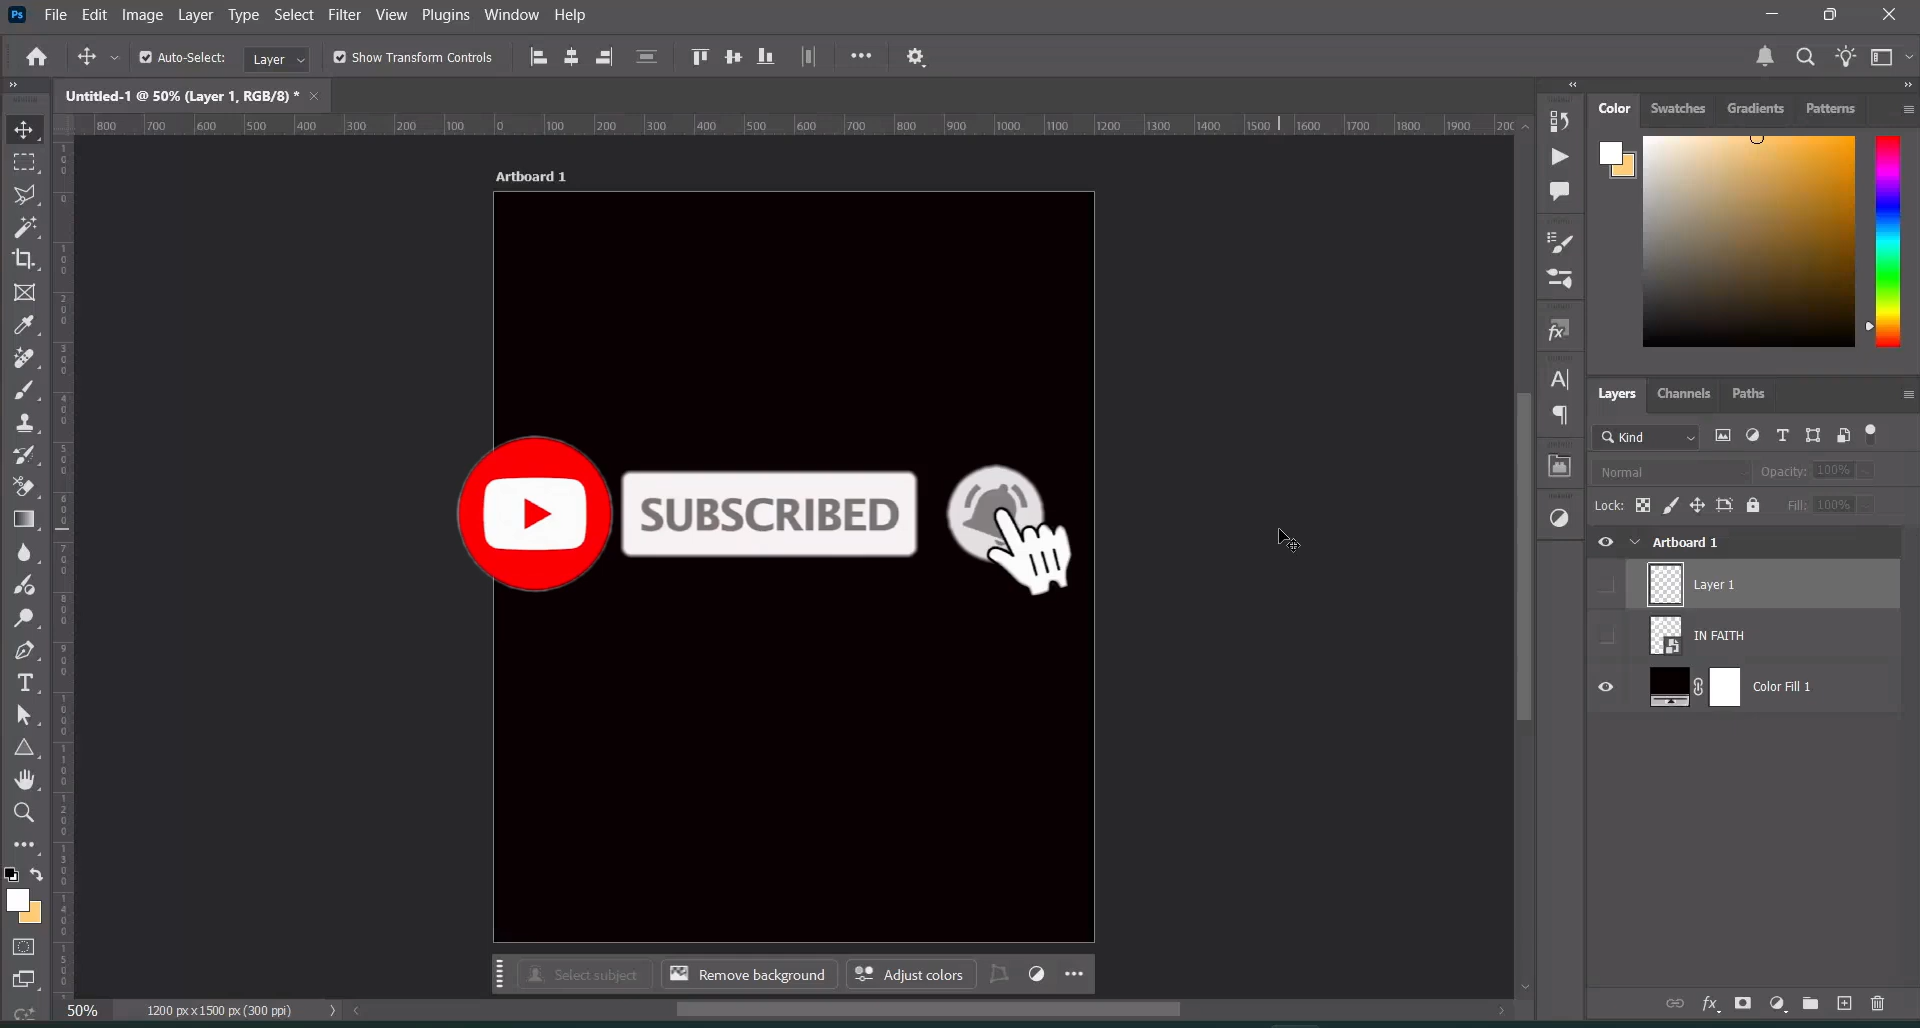 Ps File Edit Image Layer Type Select Filter View Plugins Window Help
Auto-Select: Layer Show Transform Controls
Untitled-1 @ 50% (Layer 1, RGB/8) *
800 700 600 500 400 300 200 100 0 100 200 300 400 500 600 700 800 900 1000 1100 1200 1300 1400 1500 1600 1700 1800 1900
Artboard 1
SUBSCRIBED
Color Swatches Gradients Patterns
Layers Channels Paths
Kind
Normal Opacity: 100%
Lock: Fill: 100%
Artboard 1
Layer 1
IN FAITH
Color Fill 1
Select subject Remove background Adjust colors
50% 1200 px x 1500 px (300 ppi)